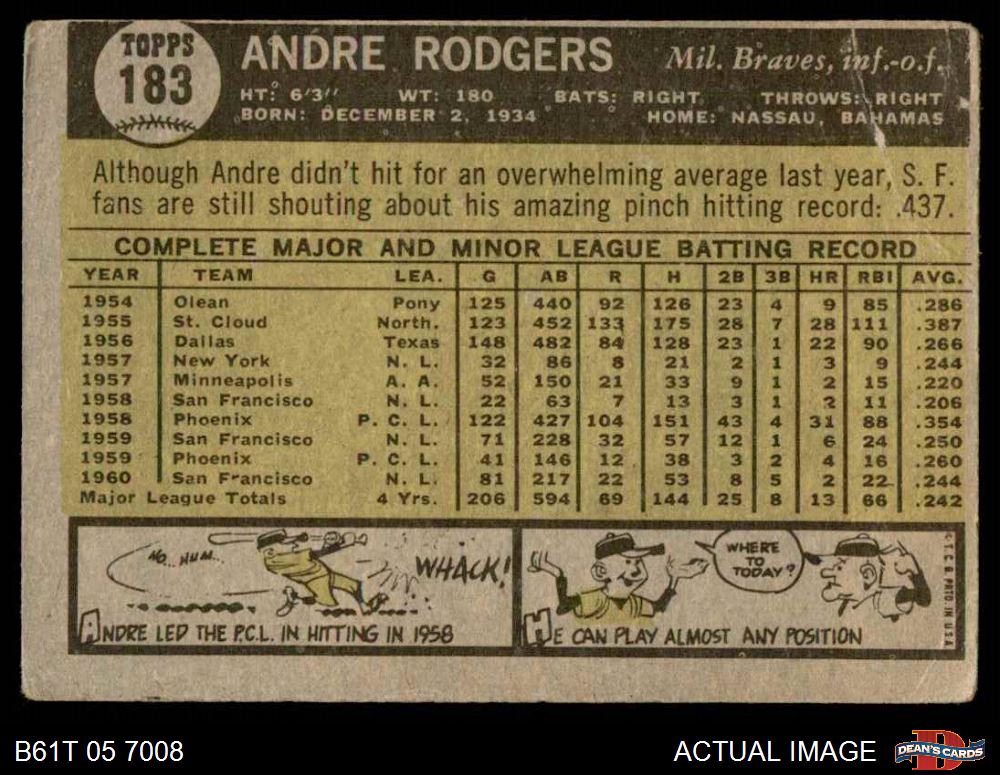 TOPPS
183
ANDRE RODGERS Mil. Braves, inf.-o.f.
HT: 6'3" WT: 180 BATS: RIGHT THROWS: RIGHT
BORN: DECEMBER 2, 1934 HOME: NASSAU, BAHAMAS
Although Andre didn't hit for an overwhelming average last year, S. F.
fans are still shouting about his amazing pinch hitting record: .437.
COMPLETE MAJOR AND MINOR LEAGUE BATTING RECORD
YEAR TEAM LEA. G AB R H 2B 3B HR RBI AVG.
1954 Olean Pony 125 440 92 126 23 4 9 85 .286
1955 St. Cloud North. 123 452 133 175 28 7 28 111 .387
1956 Dallas Texas 148 482 84 128 23 1 22 90 .266
1957 New York N. L. 32 86 8 21 2 1 3 9 .244
1957 Minneapolis A. A. 52 150 21 33 9 1 2 15 .220
1958 San Francisco N. L. 22 63 7 13 3 1 2 11 .206
1958 Phoenix P. C. L. 122 427 104 151 43 4 31 88 .354
1959 San Francisco N. L. 71 228 32 57 12 1 6 24 .250
1959 Phoenix P. C. L. 41 146 12 38 3 2 4 16 .260
1960 San Francisco N. L. 81 217 22 53 8 5 2 22 .244
Major League Totals 4 Yrs. 206 594 69 144 25 8 13 66 .242
HO.. HUM..
WHACK!
ANDRE LED THE P.C.L. IN HITTING IN 1958
WHERE
TO
TODAY?
HE CAN PLAY ALMOST ANY POSITION
© T. C. G. PRTD. IN U.S.A.
B61T 05 7008
ACTUAL IMAGE
DEAN'S CARDS